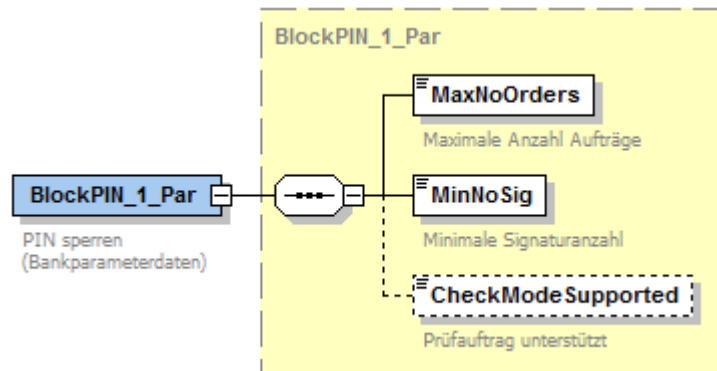 BlockPIN_1_Par
MaxNoOrders
Maximale Anzahl Aufträge
BlockPIN_1_Par
PIN sperren
(Bankparameterdaten)
MinNoSig
Minimale Signaturanzahl
CheckModeSupported
Prüfauftrag unterstützt